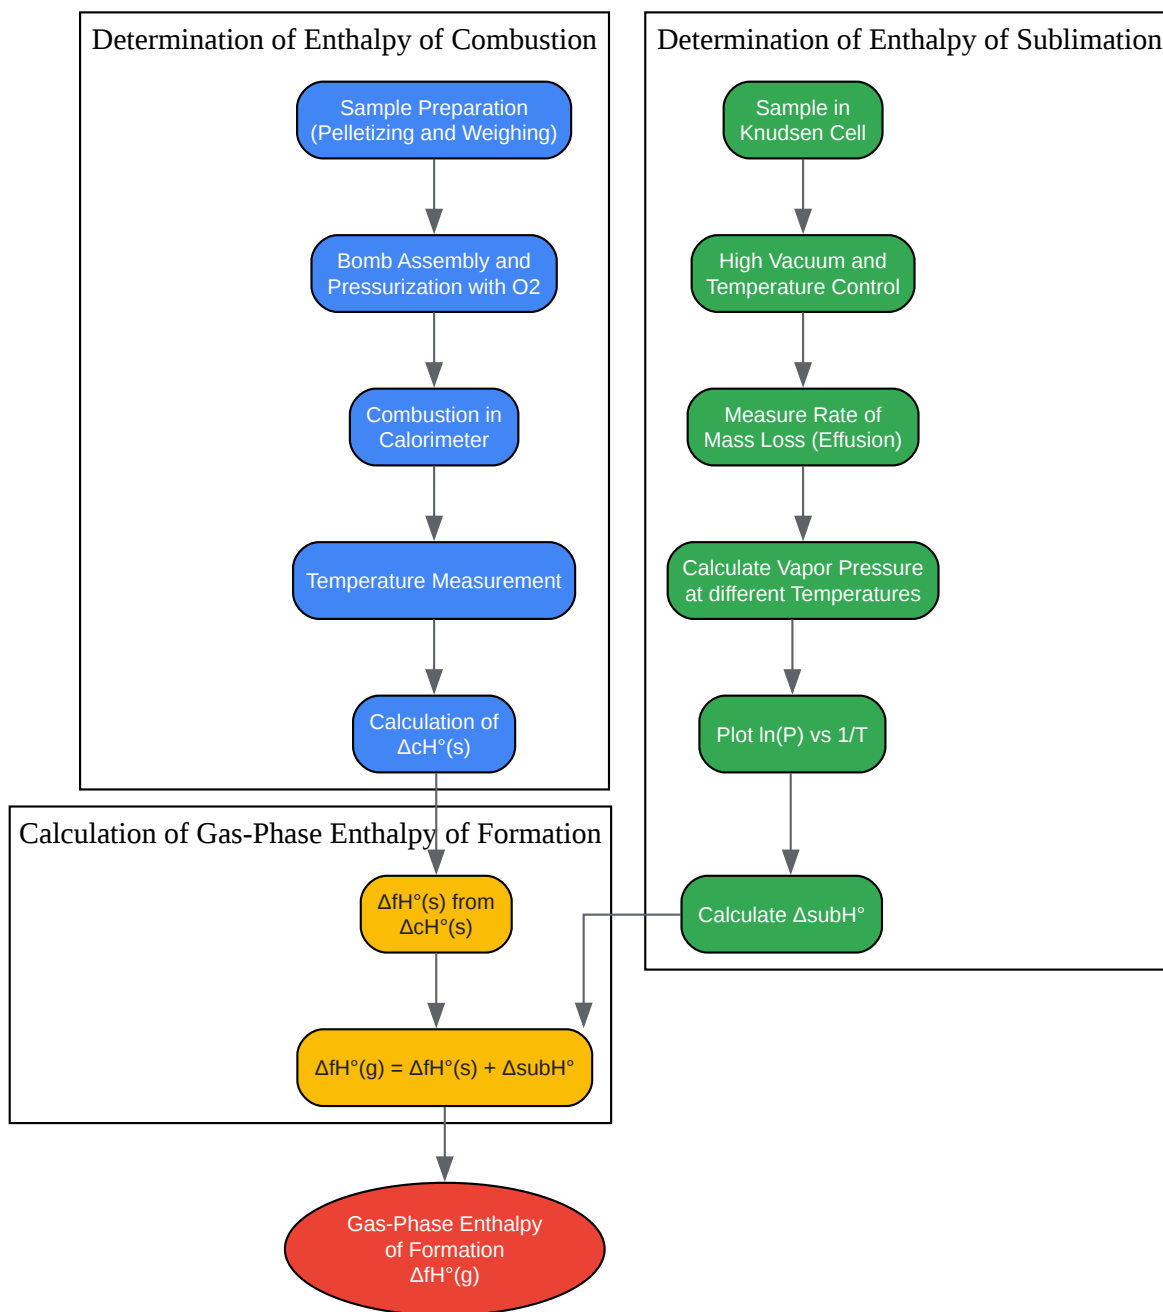 Determination of Enthalpy of Combustion
Sample Preparation
(Pelletizing and Weighing)
Bomb Assembly and
Pressurization with O2
Combustion in
Calorimeter
Temperature Measurement
Calculation of
ΔcH°(s)
Determination of Enthalpy of Sublimation
Sample in
Knudsen Cell
High Vacuum and
Temperature Control
Measure Rate of
Mass Loss (Effusion)
Calculate Vapor Pressure
at different Temperatures
Plot ln(P) vs 1/T
Calculate ΔsubH°
Calculation of Gas-Phase Enthalpy of Formation
ΔfH°(s) from
ΔcH°(s)
ΔfH°(g) = ΔfH°(s) + ΔsubH°
Gas-Phase Enthalpy
of Formation
ΔfH°(g)